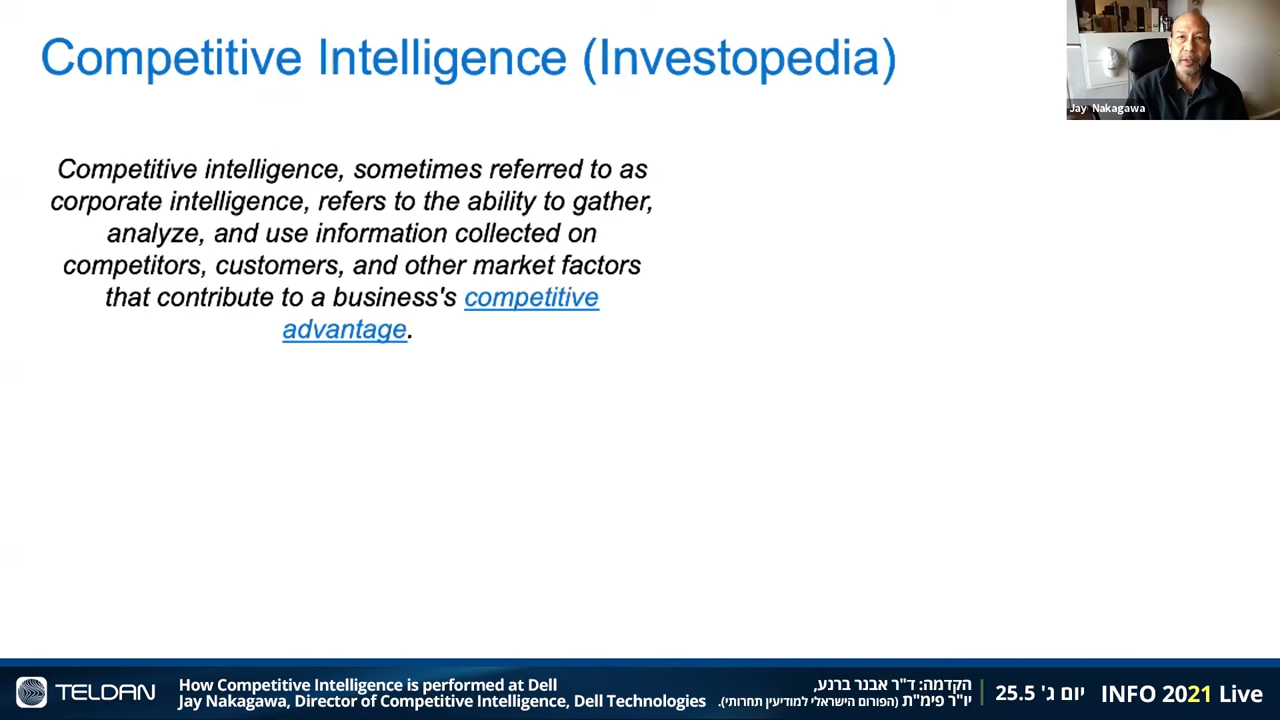 Competitive Intelligence (Investopedia)
Jay Nakagawa
Competitive intelligence, sometimes referred to as
corporate intelligence, refers to the ability to gather,
analyze, and use information collected on
competitors, customers, and other market factors
that contribute to a business's competitive
advantage.
TELDAN
How Competitive Intelligence is performed at Dell
Jay Nakagawa, Director of Competitive Intelligence, Dell Technologies
הקדמה: ד"ר אבנר ברנע,
יו"ר פימ"ת (הפורום הישראלי למודיעין תחרותי).
יום ג' 25.5
INFO 2021 Live